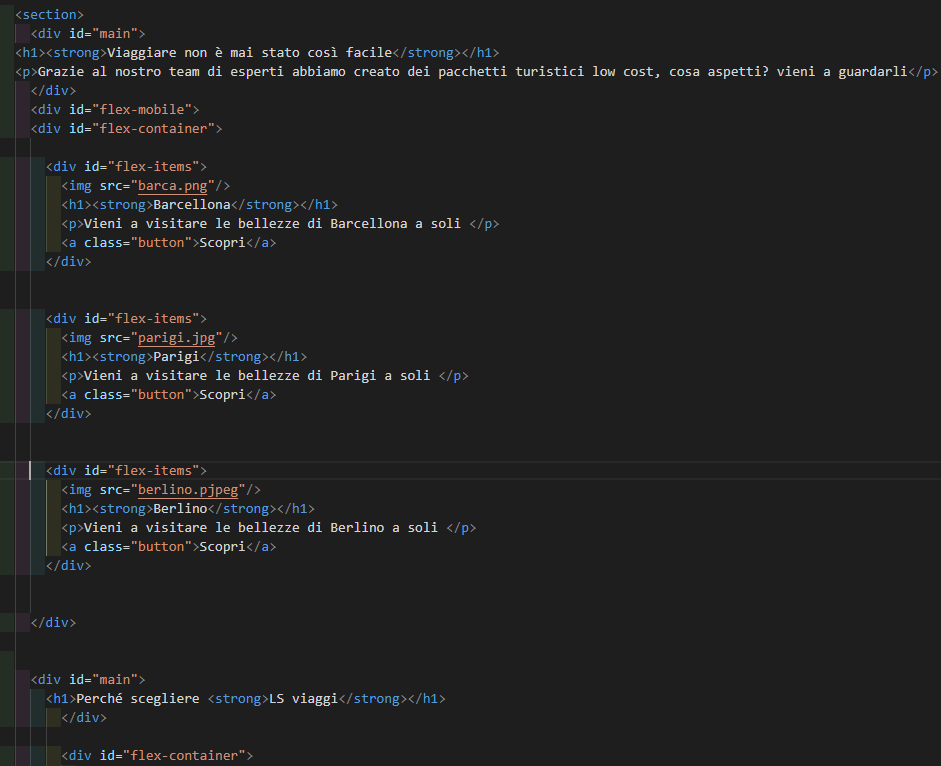 <section>
<div id="main">
<h1><strong>Viaggiare non è mai stato così facile</strong></h1>
<p>Grazie al nostro team di esperti abbiamo creato dei pacchetti turistici low cost, cosa aspetti? vieni a guardarli</p>
</div>
<div id="flex-mobile">
<div id="flex-container">
<div id="flex-items">
<img src="barca.png"/>
<h1><strong>Barcellona</strong></h1>
<p>Vieni a visitare le bellezze di Barcellona a soli </p>
<a class="button">Scopri</a>
</div>
<div id="flex-items">
<img src="parigi.jpg"/>
<h1><strong>Parigi</strong></h1>
<p>Vieni a visitare le bellezze di Parigi a soli </p>
<a class="button">Scopri</a>
</div>
<div id="flex-items">
<img src="berlino.pjpeg"/>
<h1><strong>Berlino</strong></h1>
<p>Vieni a visitare le bellezze di Berlino a soli </p>
<a class="button">Scopri</a>
</div>
</div>
<div id="main">
<h1>Perché scegliere <strong>LS viaggi</strong></h1>
</div>
<div id="flex-container">